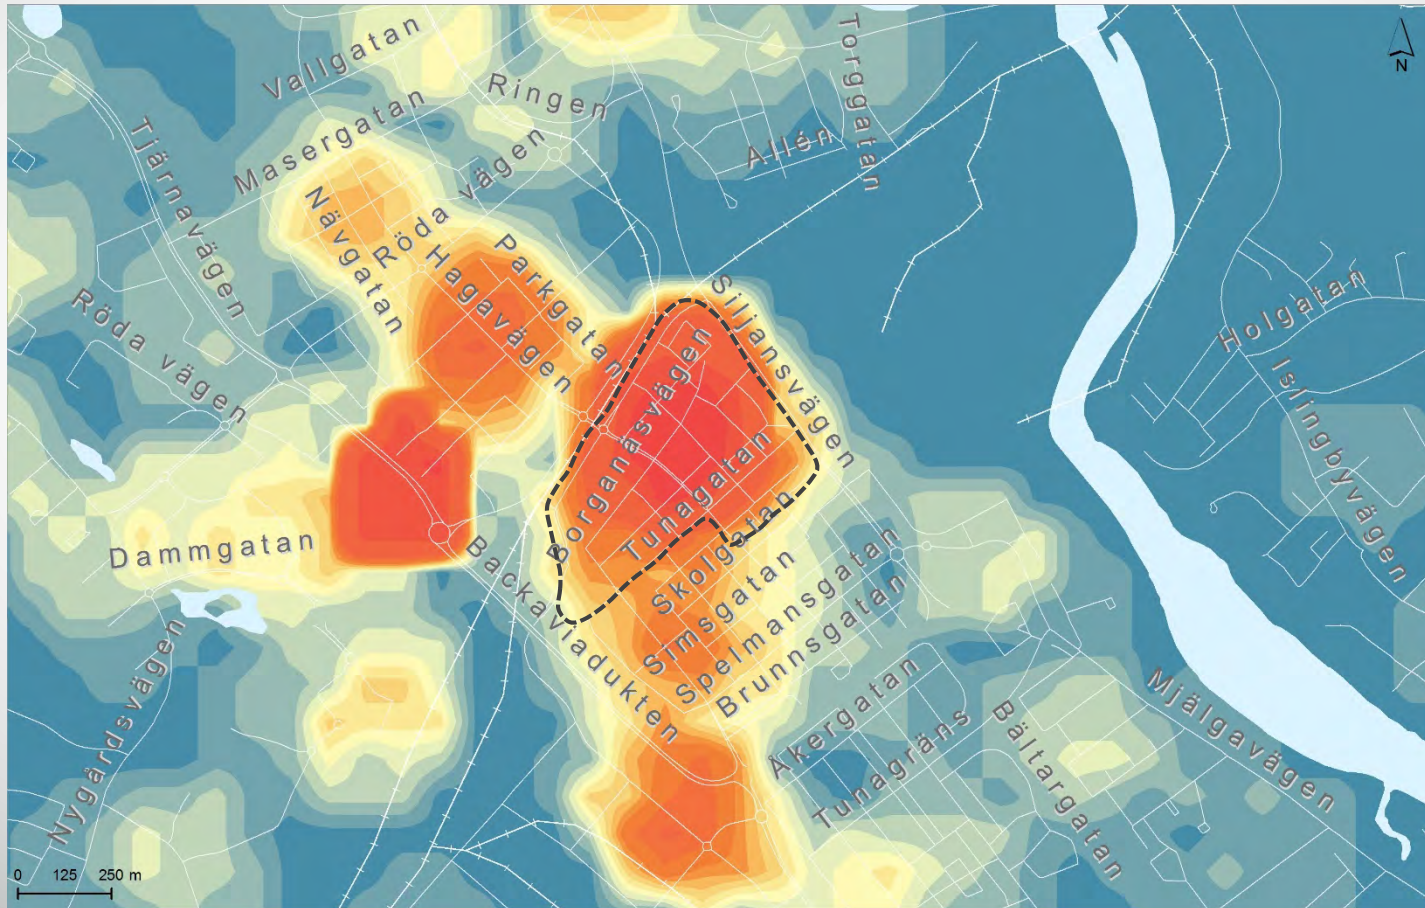 Vallgatan
Ringen
Torggatan
N
Masergatan
Allén
Tjärnavägen
Röda vägen
Nävgatan
Hagavägen
Parkgatan
Siljansvägen
Holgatan
Röda vägen
Borganäsvägen
Islingbyvägen
Tunagatan
Dammgatan
Backaviadukten
Skolgatan
Simsgatan
Spelmansgatan
Brunnsgatan
Nygårdsvägen
Åkergatan
Tunagräns
Bältargatan
Mjälgavägen
0 125 250 m